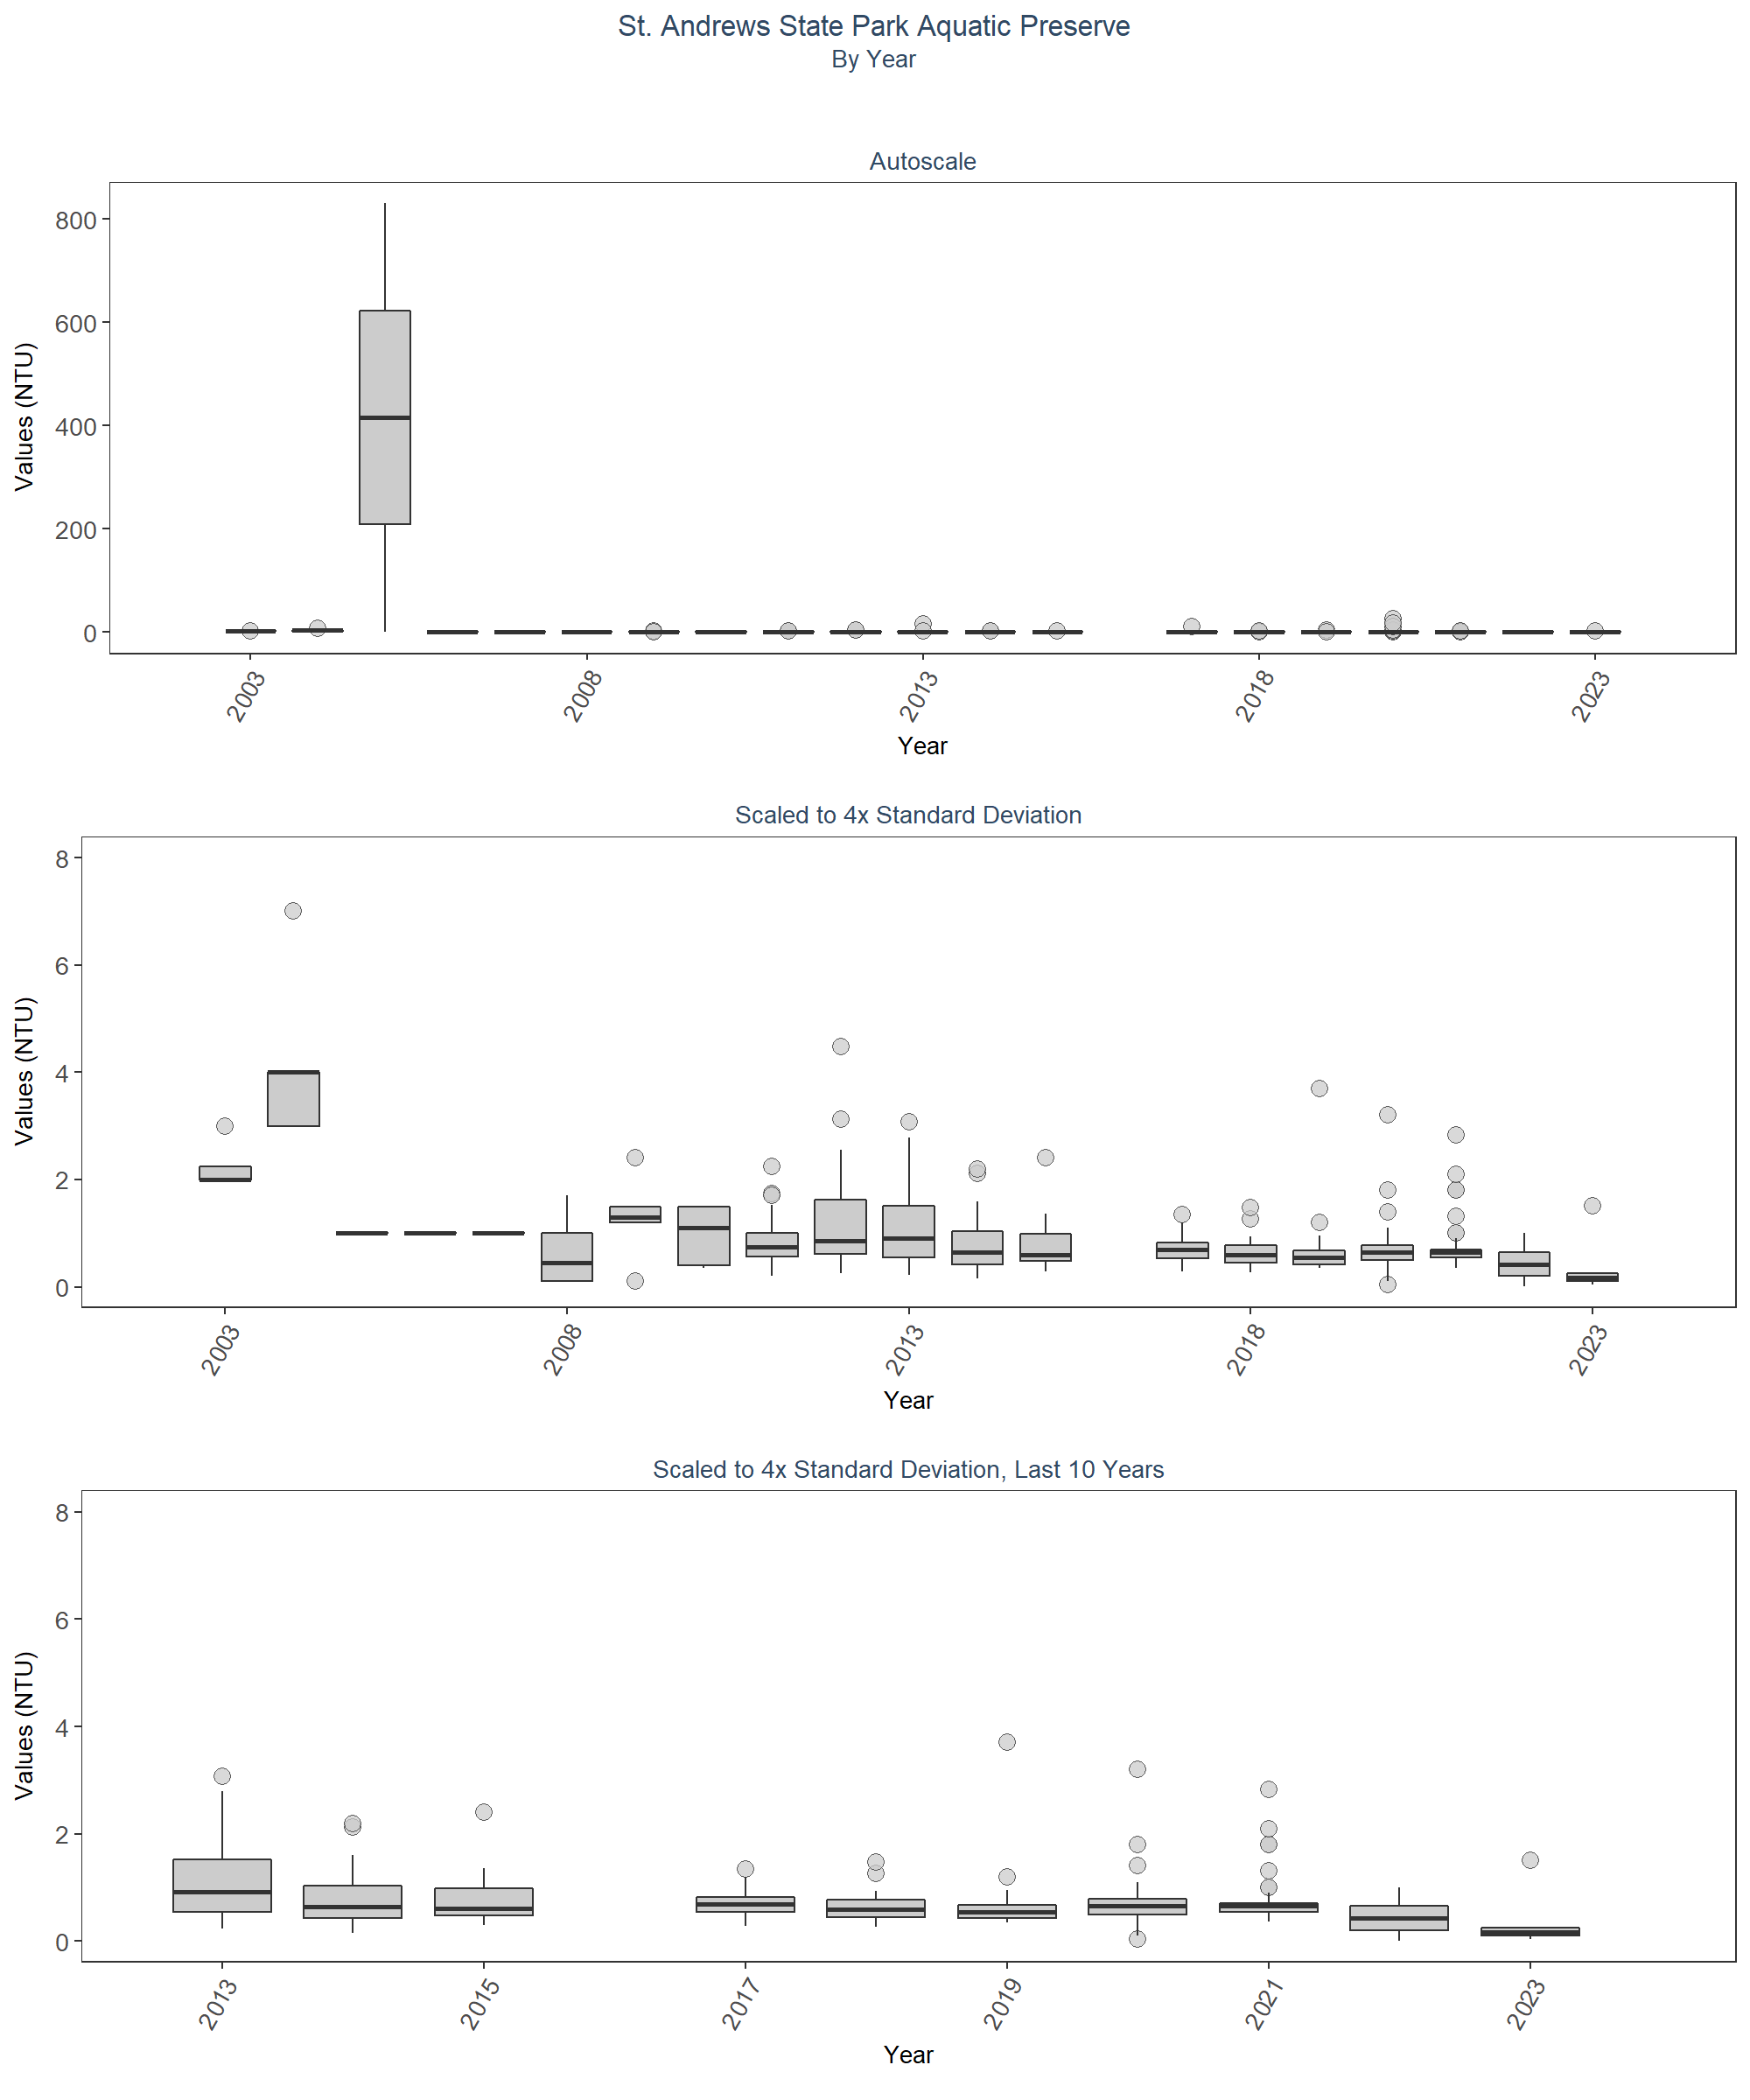 St. Andrews State Park Aquatic Preserve
By Year
Autoscale
Values (NTU)
800
600
400
200
0
2003
2008
2013
2018
2023
Year
Scaled to 4x Standard Deviation
Values (NTU)
8
6
4
2
0
2003
2008
2013
2018
2023
Year
Scaled to 4x Standard Deviation, Last 10 Years
Values (NTU)
8
6
4
2
0
2013
2015
2017
2019
2021
2023
Year